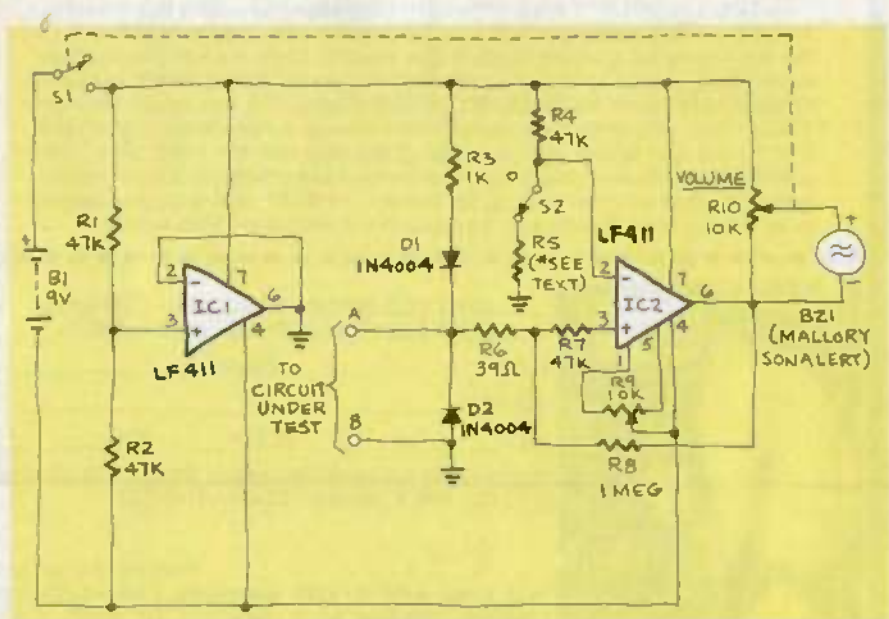 S1
R4
47K
R3
1K
VOLUME
S2
R10
10K
R1
47K
LF411
+
R5
(*SEE
TEXT)
D1
1N4004
2
-
7
6
IC1
3
+
4
2
-
7
6
IC2
3
+
4
5
1
+
-
B1
9V
A
LF411
TO
CIRCUIT
UNDER
TEST
R6
39Ω
R7
47K
BZ1
(MALLORY
SONALERT)
R9
10K
B
D2
1N4004
R2
47K
R8
1 MEG